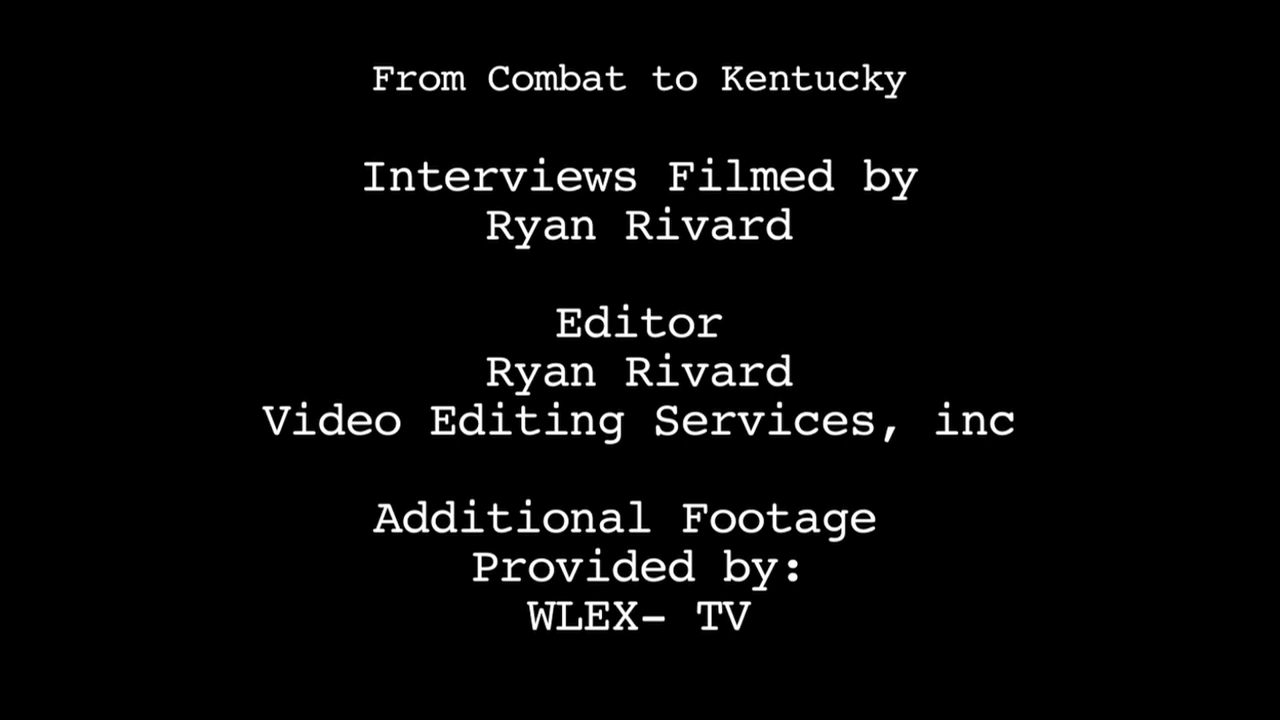 From Combat to Kentucky
Interviews Filmed by
Ryan Rivard
Editor
Ryan Rivard
Video Editing Services, inc
Additional Footage
Provided by:
WLEX- TV